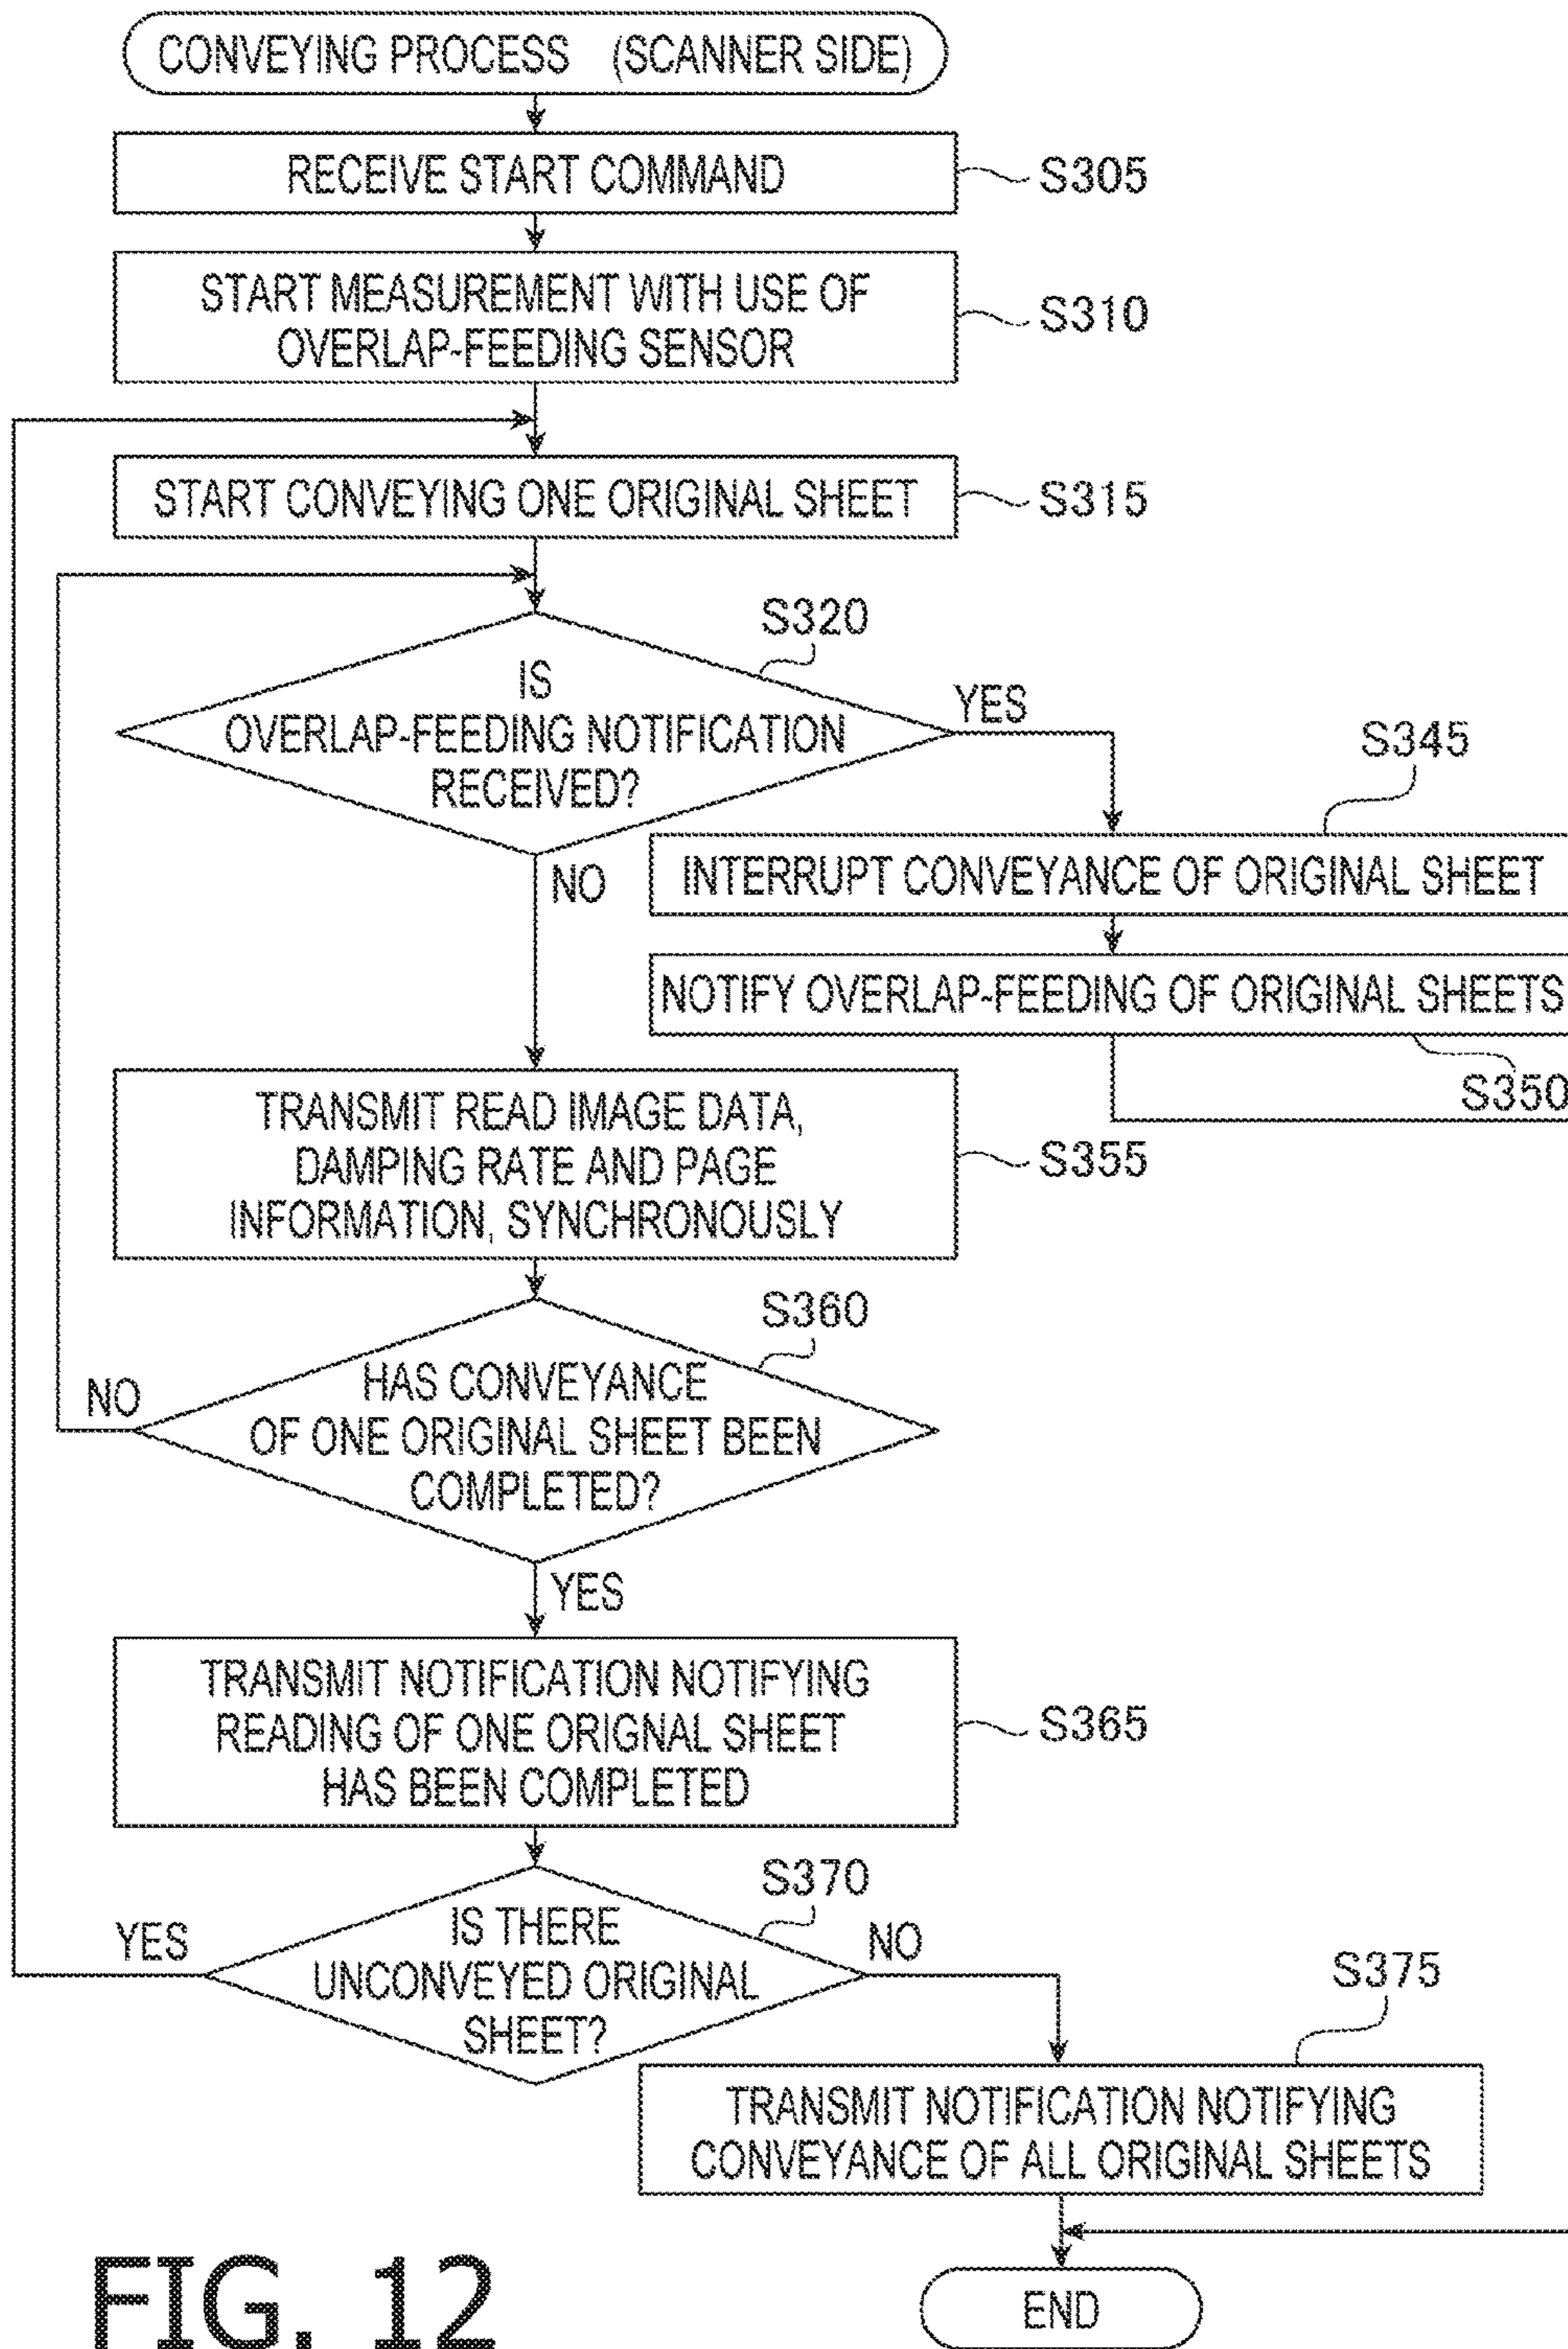 CONVEYING PROCESS (SCANNER SIDE)
RECEIVE START COMMAND
S305
START MEASUREMENT WITH USE OF
OVERLAP-FEEDING SENSOR
S310
START CONVEYING ONE ORIGINAL SHEET
S315
S320
IS
OVERLAP-FEEDING NOTIFICATION
RECEIVED?
YES
NO
S345
INTERRUPT CONVEYANCE OF ORIGINAL SHEET
NOTIFY OVERLAP-FEEDING OF ORIGINAL SHEETS
S350
TRANSMIT READ IMAGE DATA,
DAMPING RATE AND PAGE
INFORMATION, SYNCHRONOUSLY
S355
S360
HAS CONVEYANCE
OF ONE ORIGINAL SHEET BEEN
COMPLETED?
NO
YES
TRANSMIT NOTIFICATION NOTIFYING
READING OF ONE ORIGNAL SHEET
HAS BEEN COMPLETED
S365
S370
IS THERE
UNCONVEYED ORIGINAL
SHEET?
YES
NO
S375
TRANSMIT NOTIFICATION NOTIFYING
CONVEYANCE OF ALL ORIGINAL SHEETS
END
FIG. 12